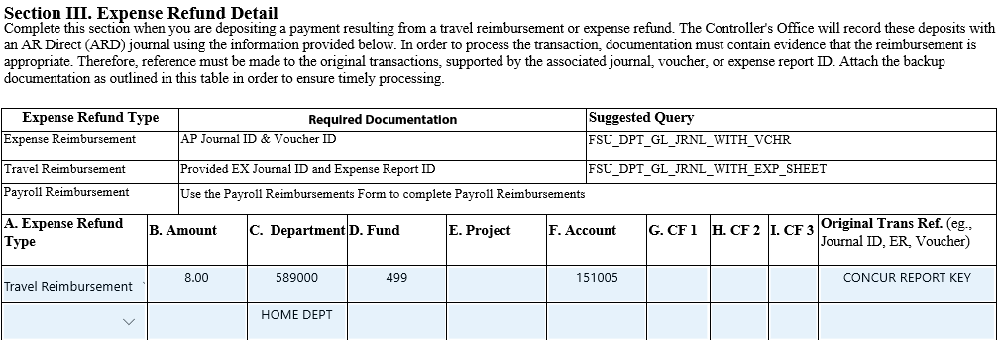 Section III. Expense Refund Detail
Complete this section when you are depositing a payment resulting from a travel reimbursement or expense refund. The Controller's Office will record these deposits with
an AR Direct (ARD) journal using the information provided below. In order to process the transaction, documentation must contain evidence that the reimbursement is
appropriate. Therefore, reference must be made to the original transactions, supported by the associated journal, voucher, or expense report ID. Attach the backup
documentation as outlined in this table in order to ensure timely processing.
Expense Refund Type Required Documentation Suggested Query
Expense Reimbursement AP Journal ID & Voucher ID FSU_DPT_GL_JRNL_WITH_VCHR
Travel Reimbursement Provided EX Journal ID and Expense Report ID FSU_DPT_GL_JRNL_WITH_EXP_SHEET
Payroll Reimbursement Use the Payroll Reimbursements Form to complete Payroll Reimbursements
A. Expense Refund Type B. Amount C. Department D. Fund E. Project F. Account G. CF 1 H. CF 2 I. CF 3 Original Trans Ref. (eg., Journal ID, ER, Voucher)
Travel Reimbursement 8.00 589000 499 151005 CONCUR REPORT KEY
HOME DEPT